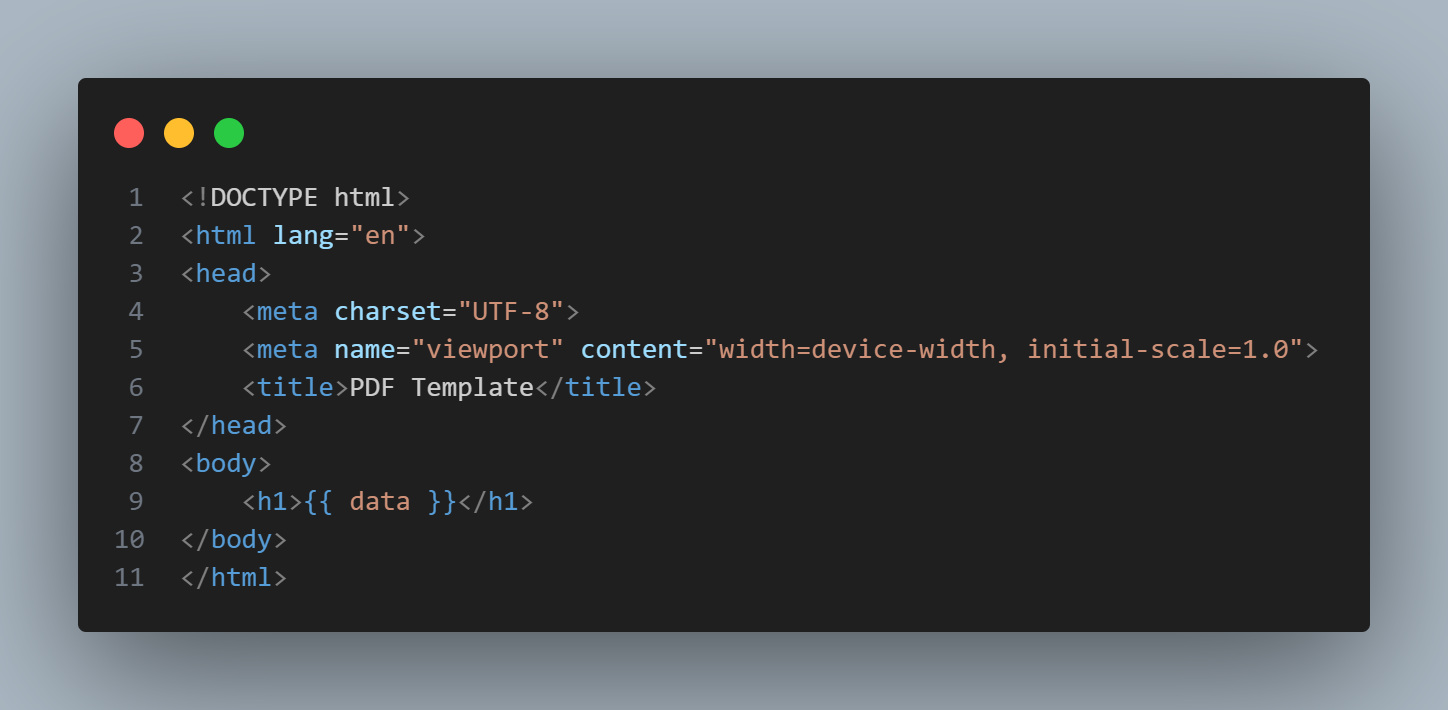 1 <!DOCTYPE html>
2 <html lang="en">
3 <head>
4     <meta charset="UTF-8">
5     <meta name="viewport" content="width=device-width, initial-scale=1.0">
6     <title>PDF Template</title>
7 </head>
8 <body>
9     <h1>{{ data }}</h1>
10 </body>
11 </html>